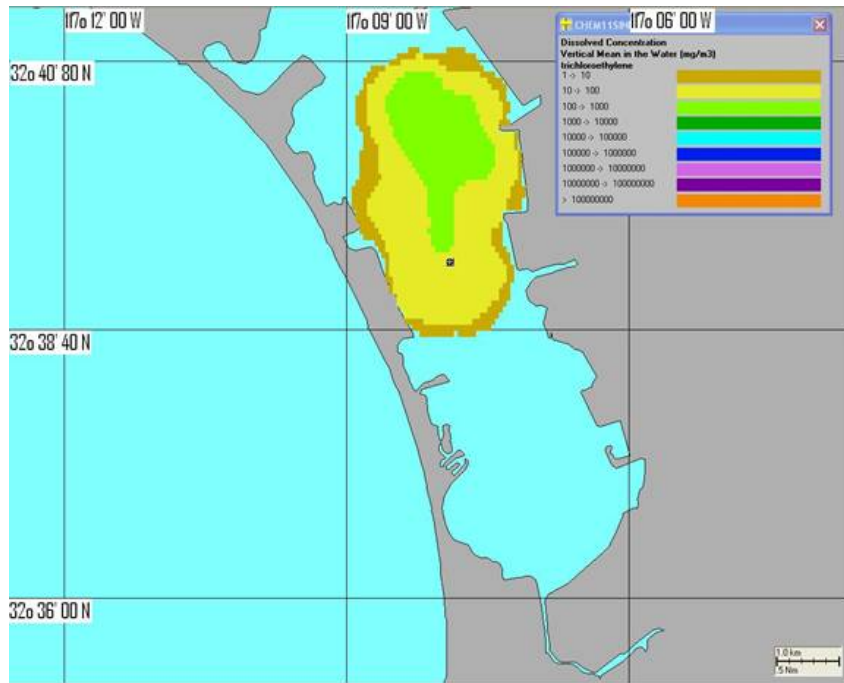 117o 12' 00 W
117o 09' 00 W
117o 06' 00 W
32o 40' 80 N
Dissolved Concentration
Vertical Mean in the Water (mg/m3)
trichloroethylene
1 -> 10
10 -> 100
100 -> 1000
1000 -> 10000
10000 -> 100000
100000 -> 1000000
1000000 -> 10000000
10000000 -> 100000000
> 100000000
32o 38' 40 N
32o 36' 00 N
1.0 km
.5 Nm